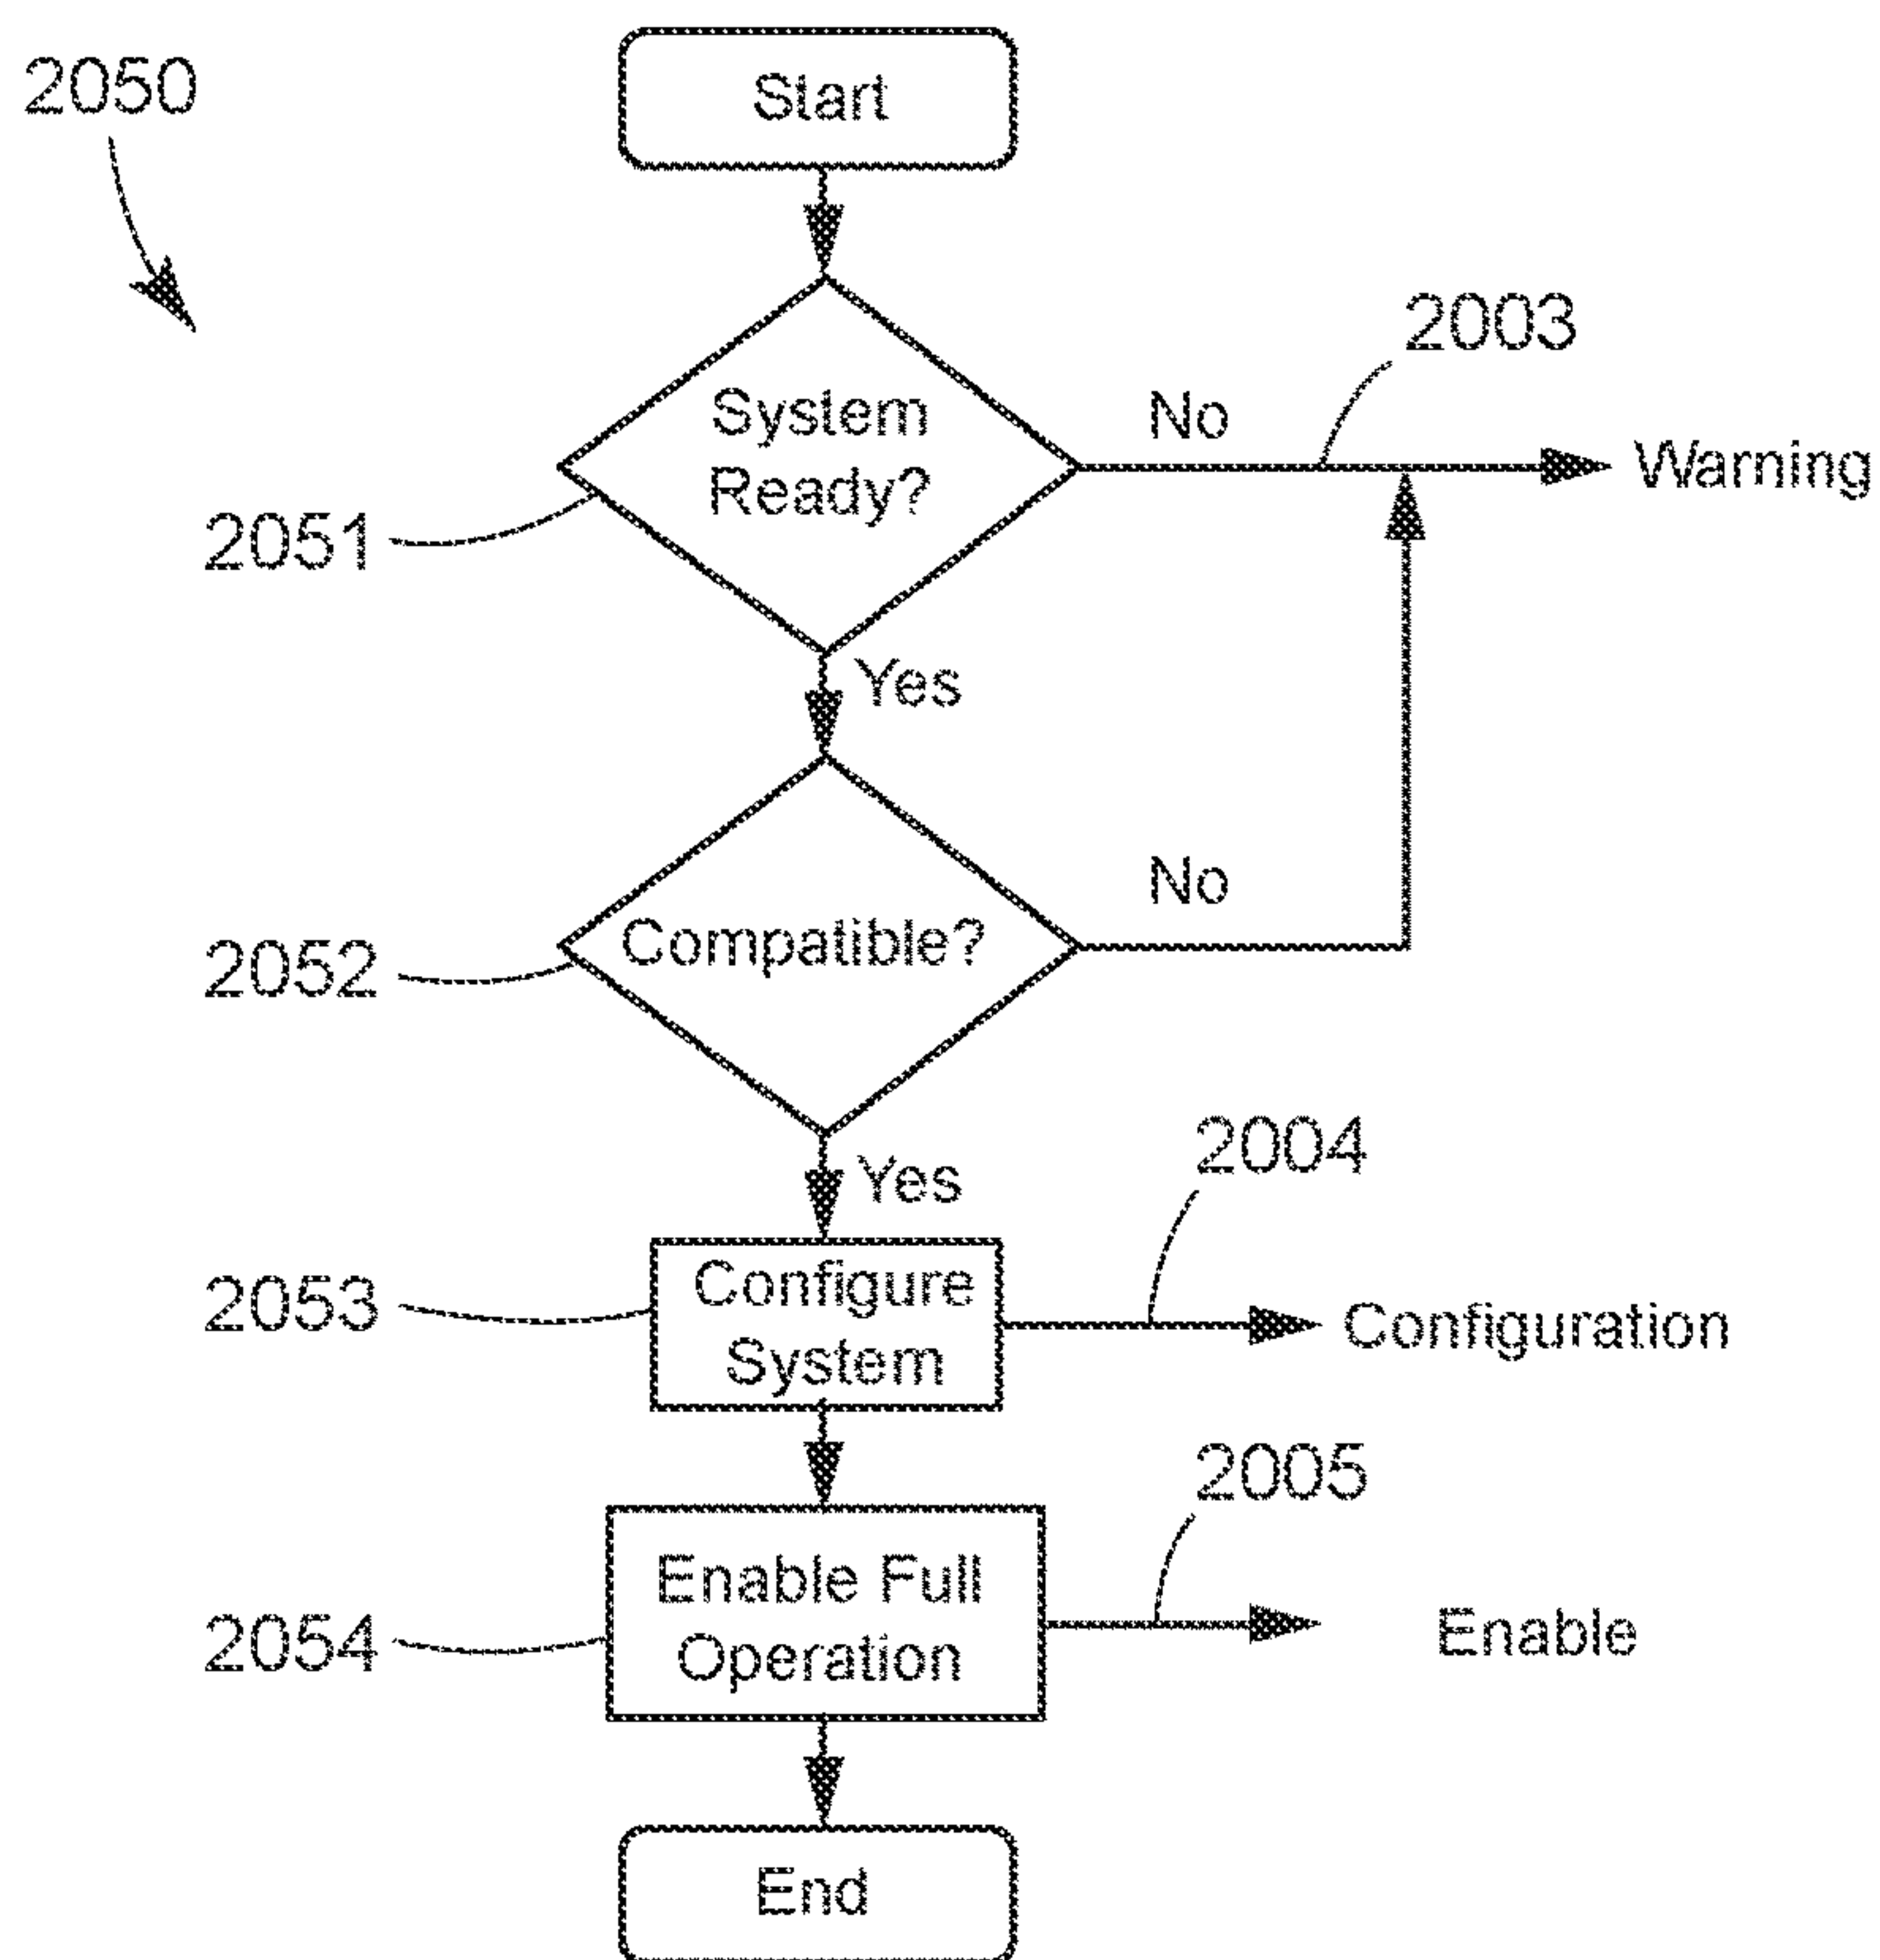 2050
Start
2003
No
System
Ready?
Warning
2051
Yes
No
Compatible?
2052
2004
Yes
Configure
System
2053
Configuration
2005
Enable Full
Operation
2054
Enable
End